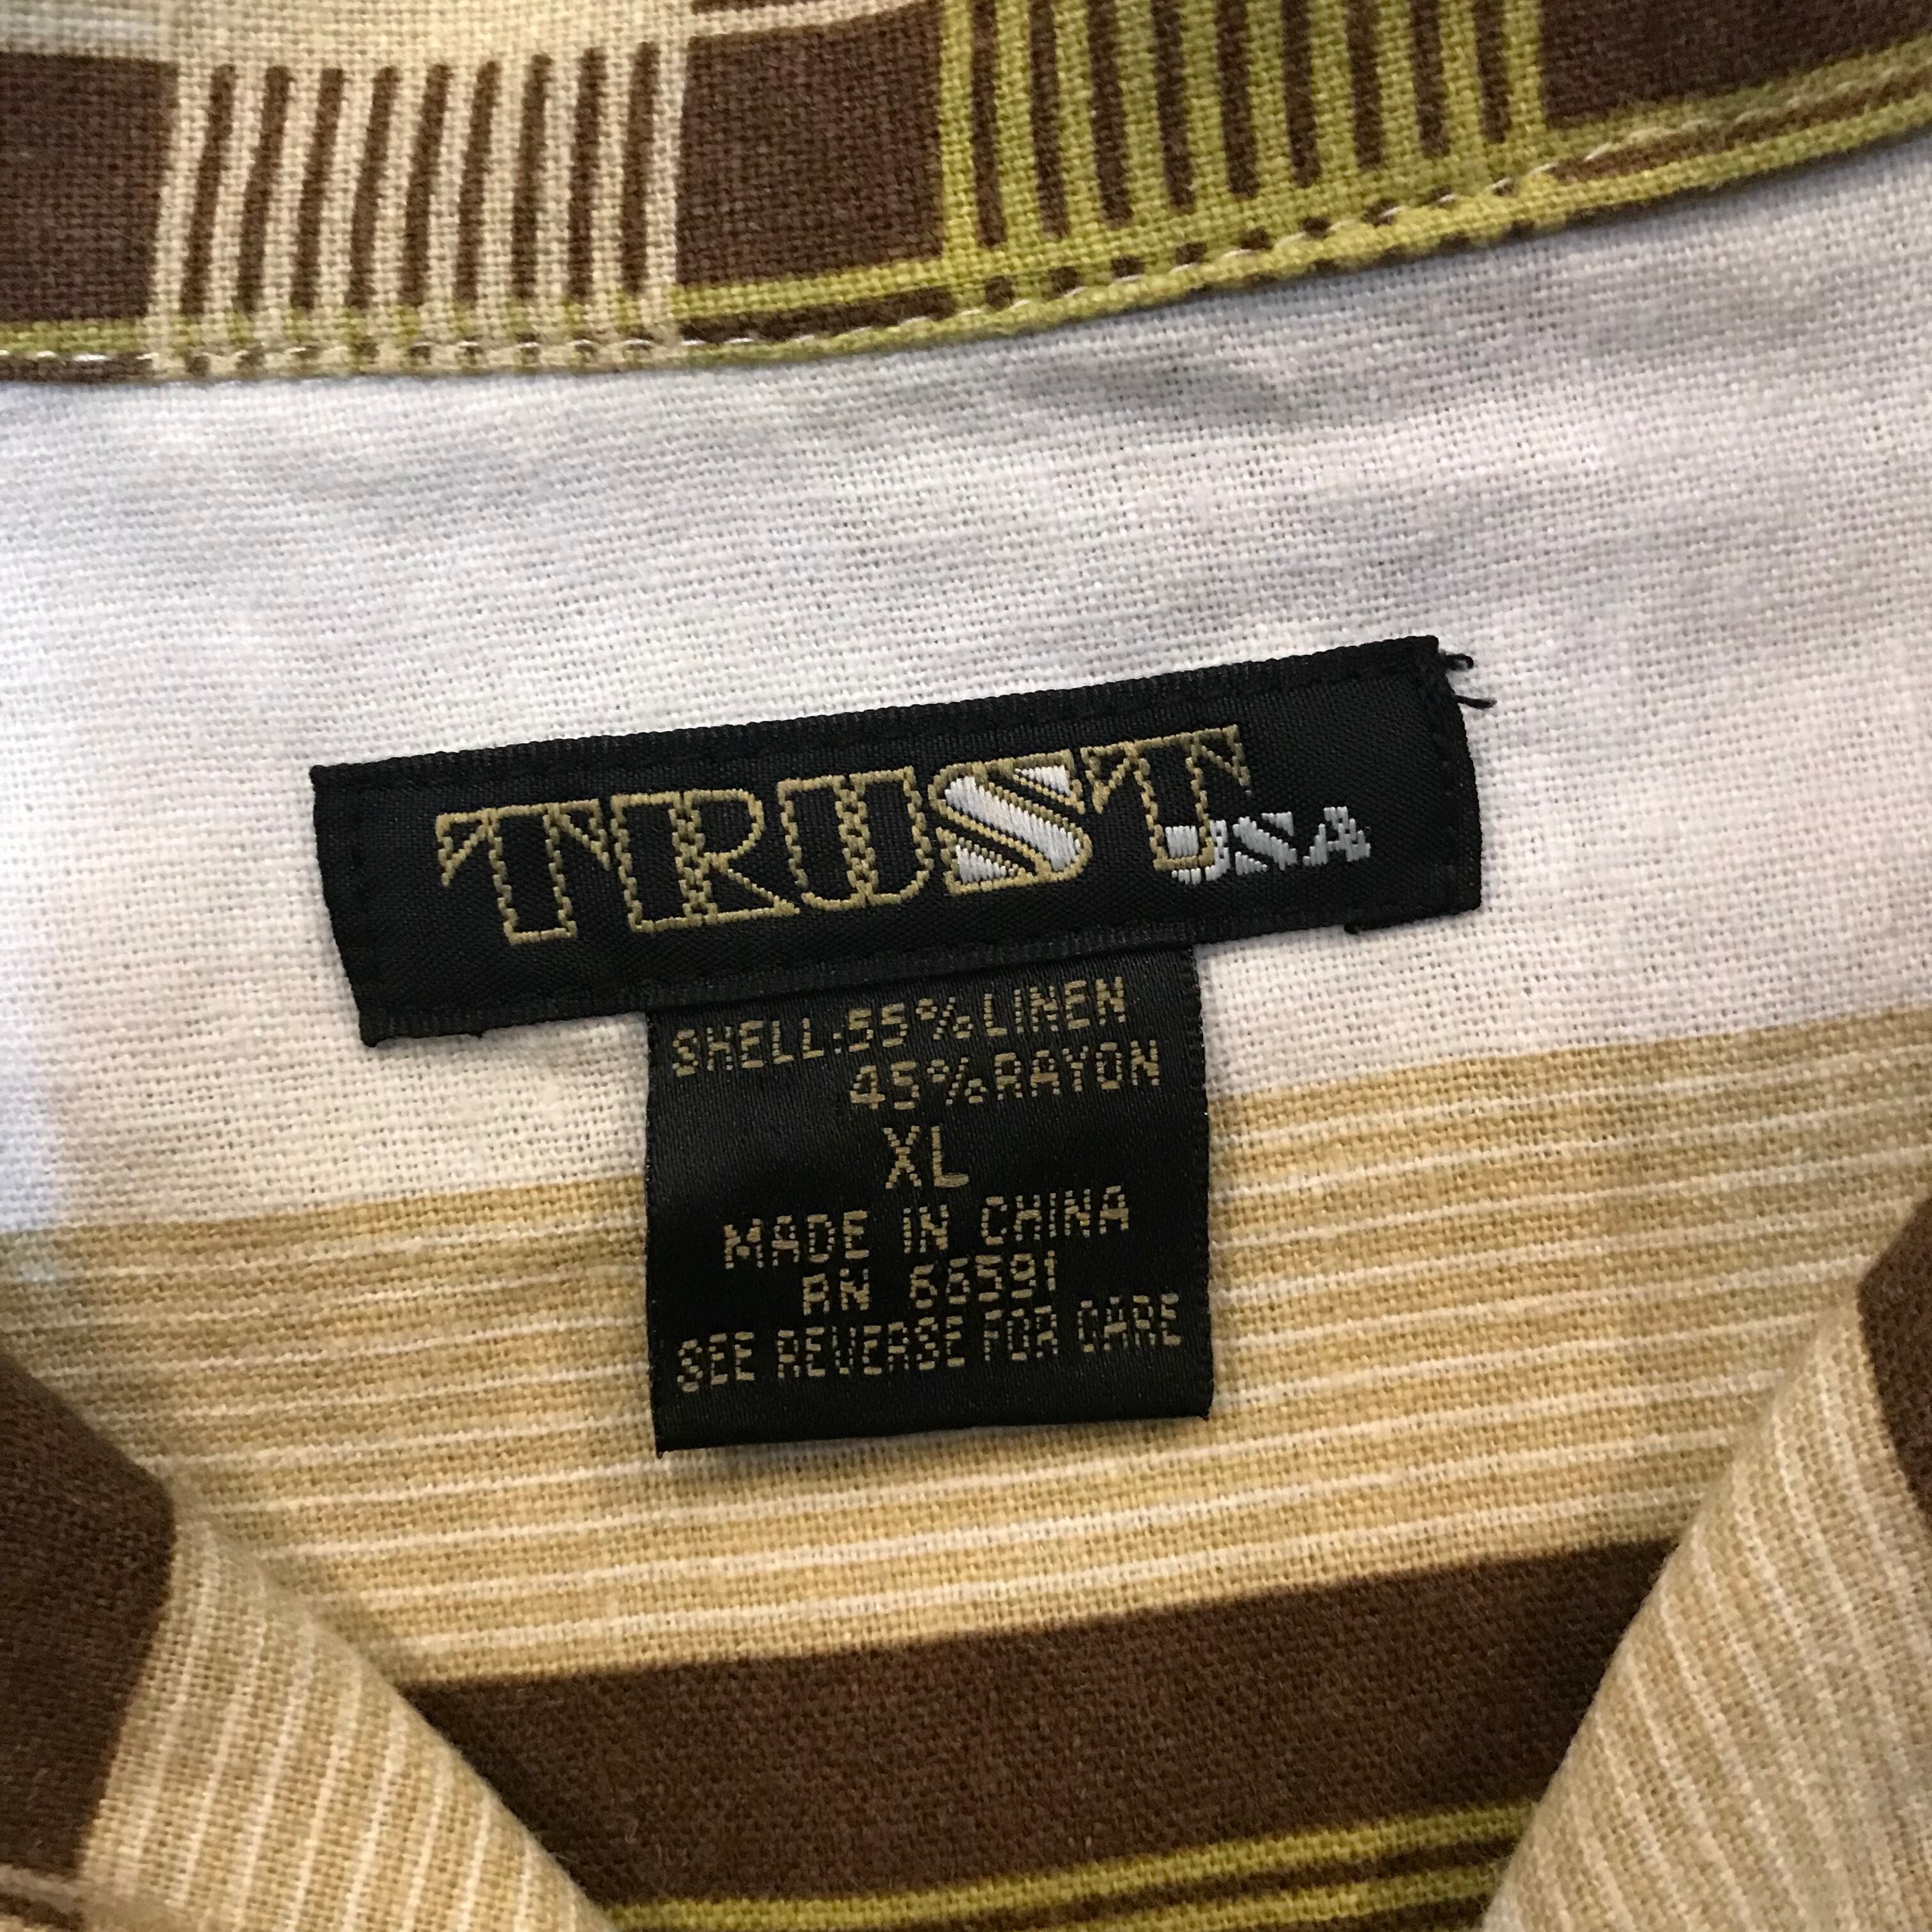 TRUST USA
SHELL:55%LINEN
45%RAYON
XL
MADE IN CHINA
RN 66591
SEE REVERSE FOR CARE